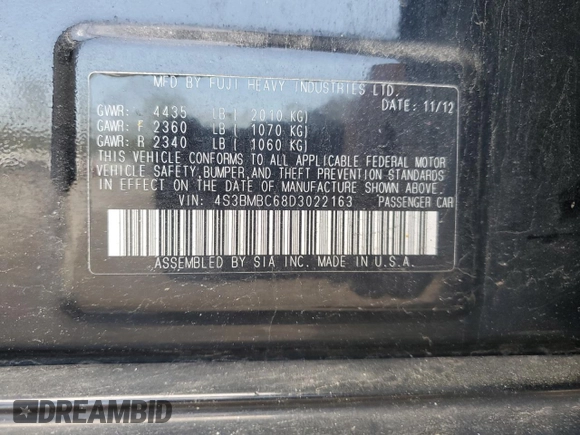 MFD BY FUJI HEAVY INDUSTRIES LTD.
DATE: 11/12
GVWR: 4435 LB ( 2010 KG)
GAWR: F 2360 LB ( 1070 KG)
GAWR: R 2340 LB ( 1060 KG)
THIS VEHICLE CONFORMS TO ALL APPLICABLE FEDERAL MOTOR
VEHICLE SAFETY, BUMPER, AND THEFT PREVENTION STANDARDS
IN EFFECT ON THE DATE OF MANUFACTURE SHOWN ABOVE.
VIN: 4S3BMBC68D3022163 PASSENGER CAR
ASSEMBLED BY SIA INC. MADE IN U.S.A.
DREAMBID